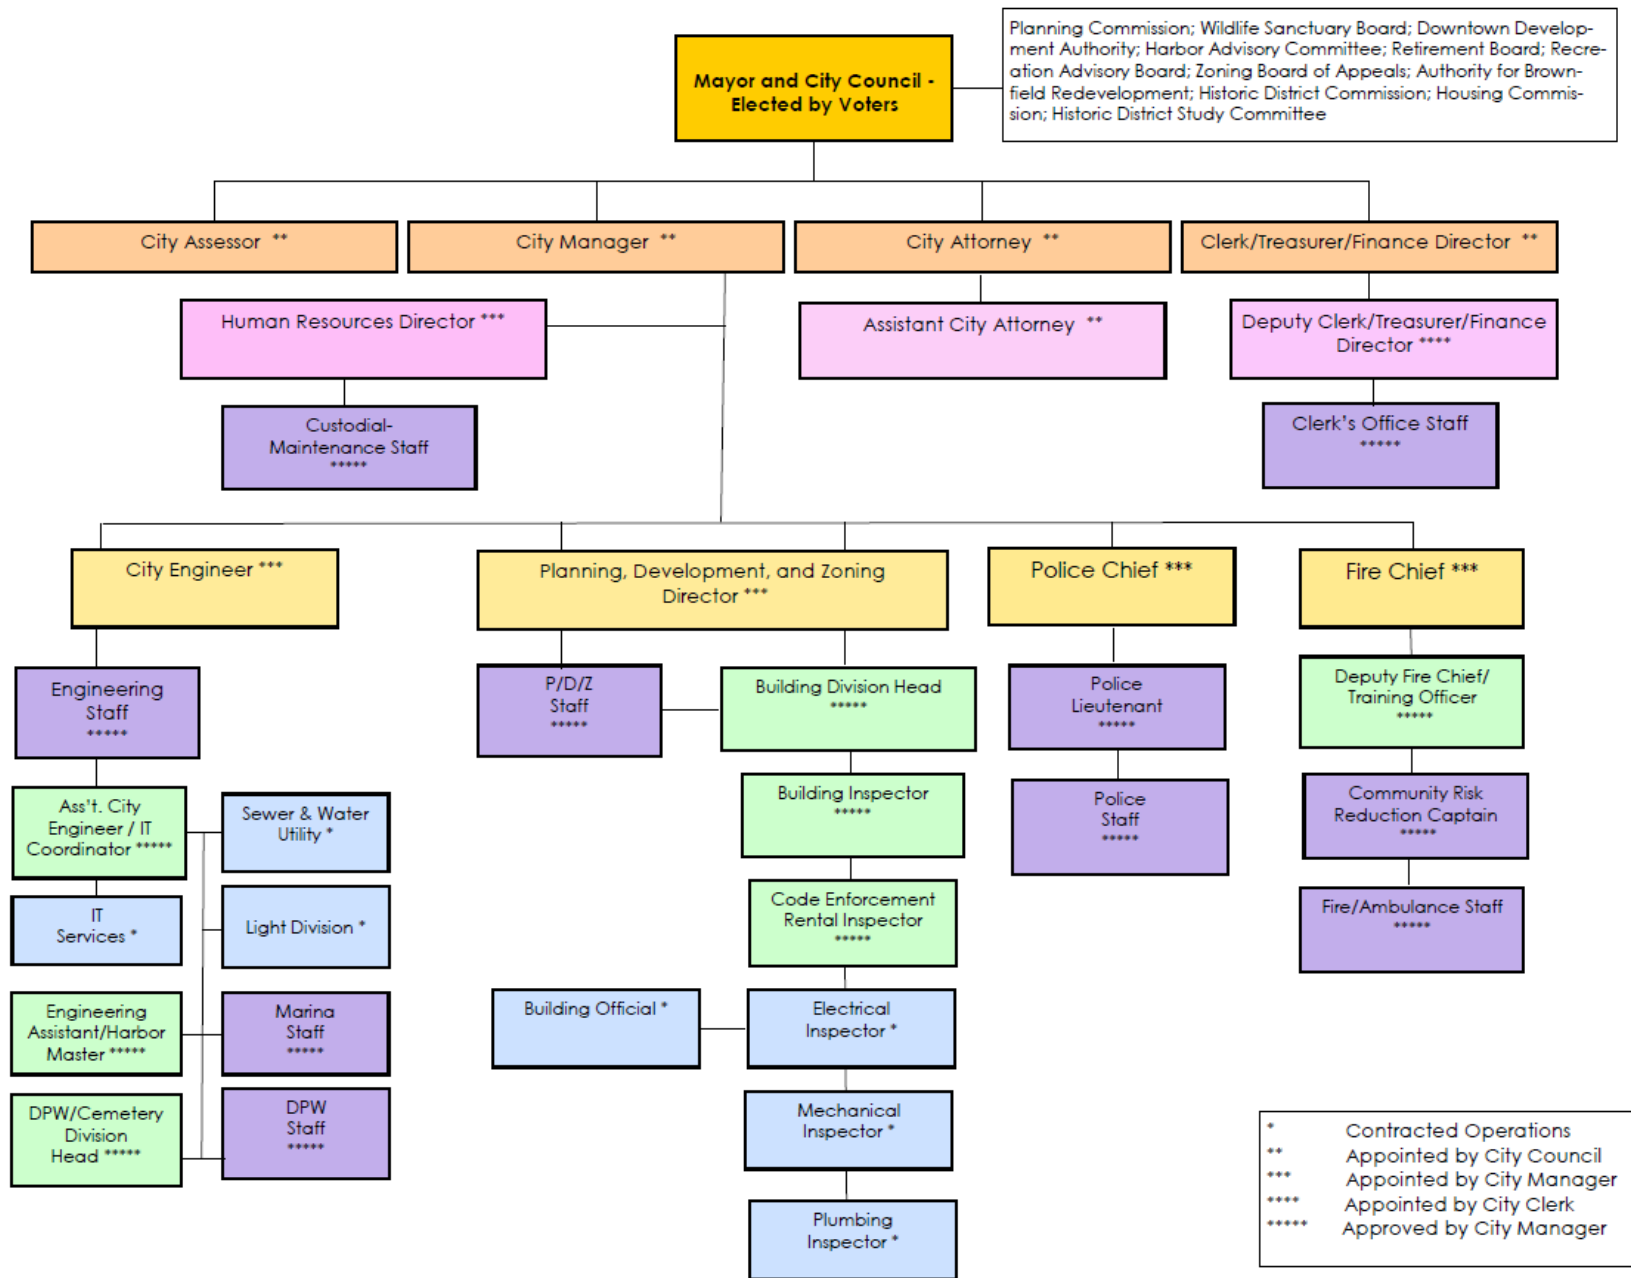 Planning Commission; Wildlife Sanctuary Board; Downtown Develop-
ment Authority; Harbor Advisory Committee; Retirement Board; Recre-
ation Advisory Board; Zoning Board of Appeals; Authority for Brown-
field Redevelopment; Historic District Commission; Housing Commis-
sion; Historic District Study Committee
Mayor and City Council -
Elected by Voters
City Assessor **
City Manager **
City Attorney **
Clerk/Treasurer/Finance Director **
Human Resources Director ***
Assistant City Attorney **
Deputy Clerk/Treasurer/Finance
Director ****
Custodial-
Maintenance Staff
*****
Clerk's Office Staff
*****
City Engineer ***
Planning, Development, and Zoning
Director ***
Police Chief ***
Fire Chief ***
Engineering
Staff
*****
P/D/Z
Staff
*****
Building Division Head
*****
Police
Lieutenant
*****
Deputy Fire Chief/
Training Officer
*****
Ass't. City
Engineer / IT
Coordinator *****
Sewer & Water
Utility *
Building Inspector
*****
Police
Staff
*****
Community Risk
Reduction Captain
*****
IT
Services *
Light Division *
Code Enforcement
Rental Inspector
*****
Fire/Ambulance Staff
*****
Engineering
Assistant/Harbor
Master *****
Marina
Staff
*****
Building Official *
Electrical
Inspector *
DPW/Cemetery
Division
Head *****
DPW
Staff
*****
Mechanical
Inspector *
Plumbing
Inspector *
* Contracted Operations
** Appointed by City Council
*** Appointed by City Manager
**** Appointed by City Clerk
***** Approved by City Manager